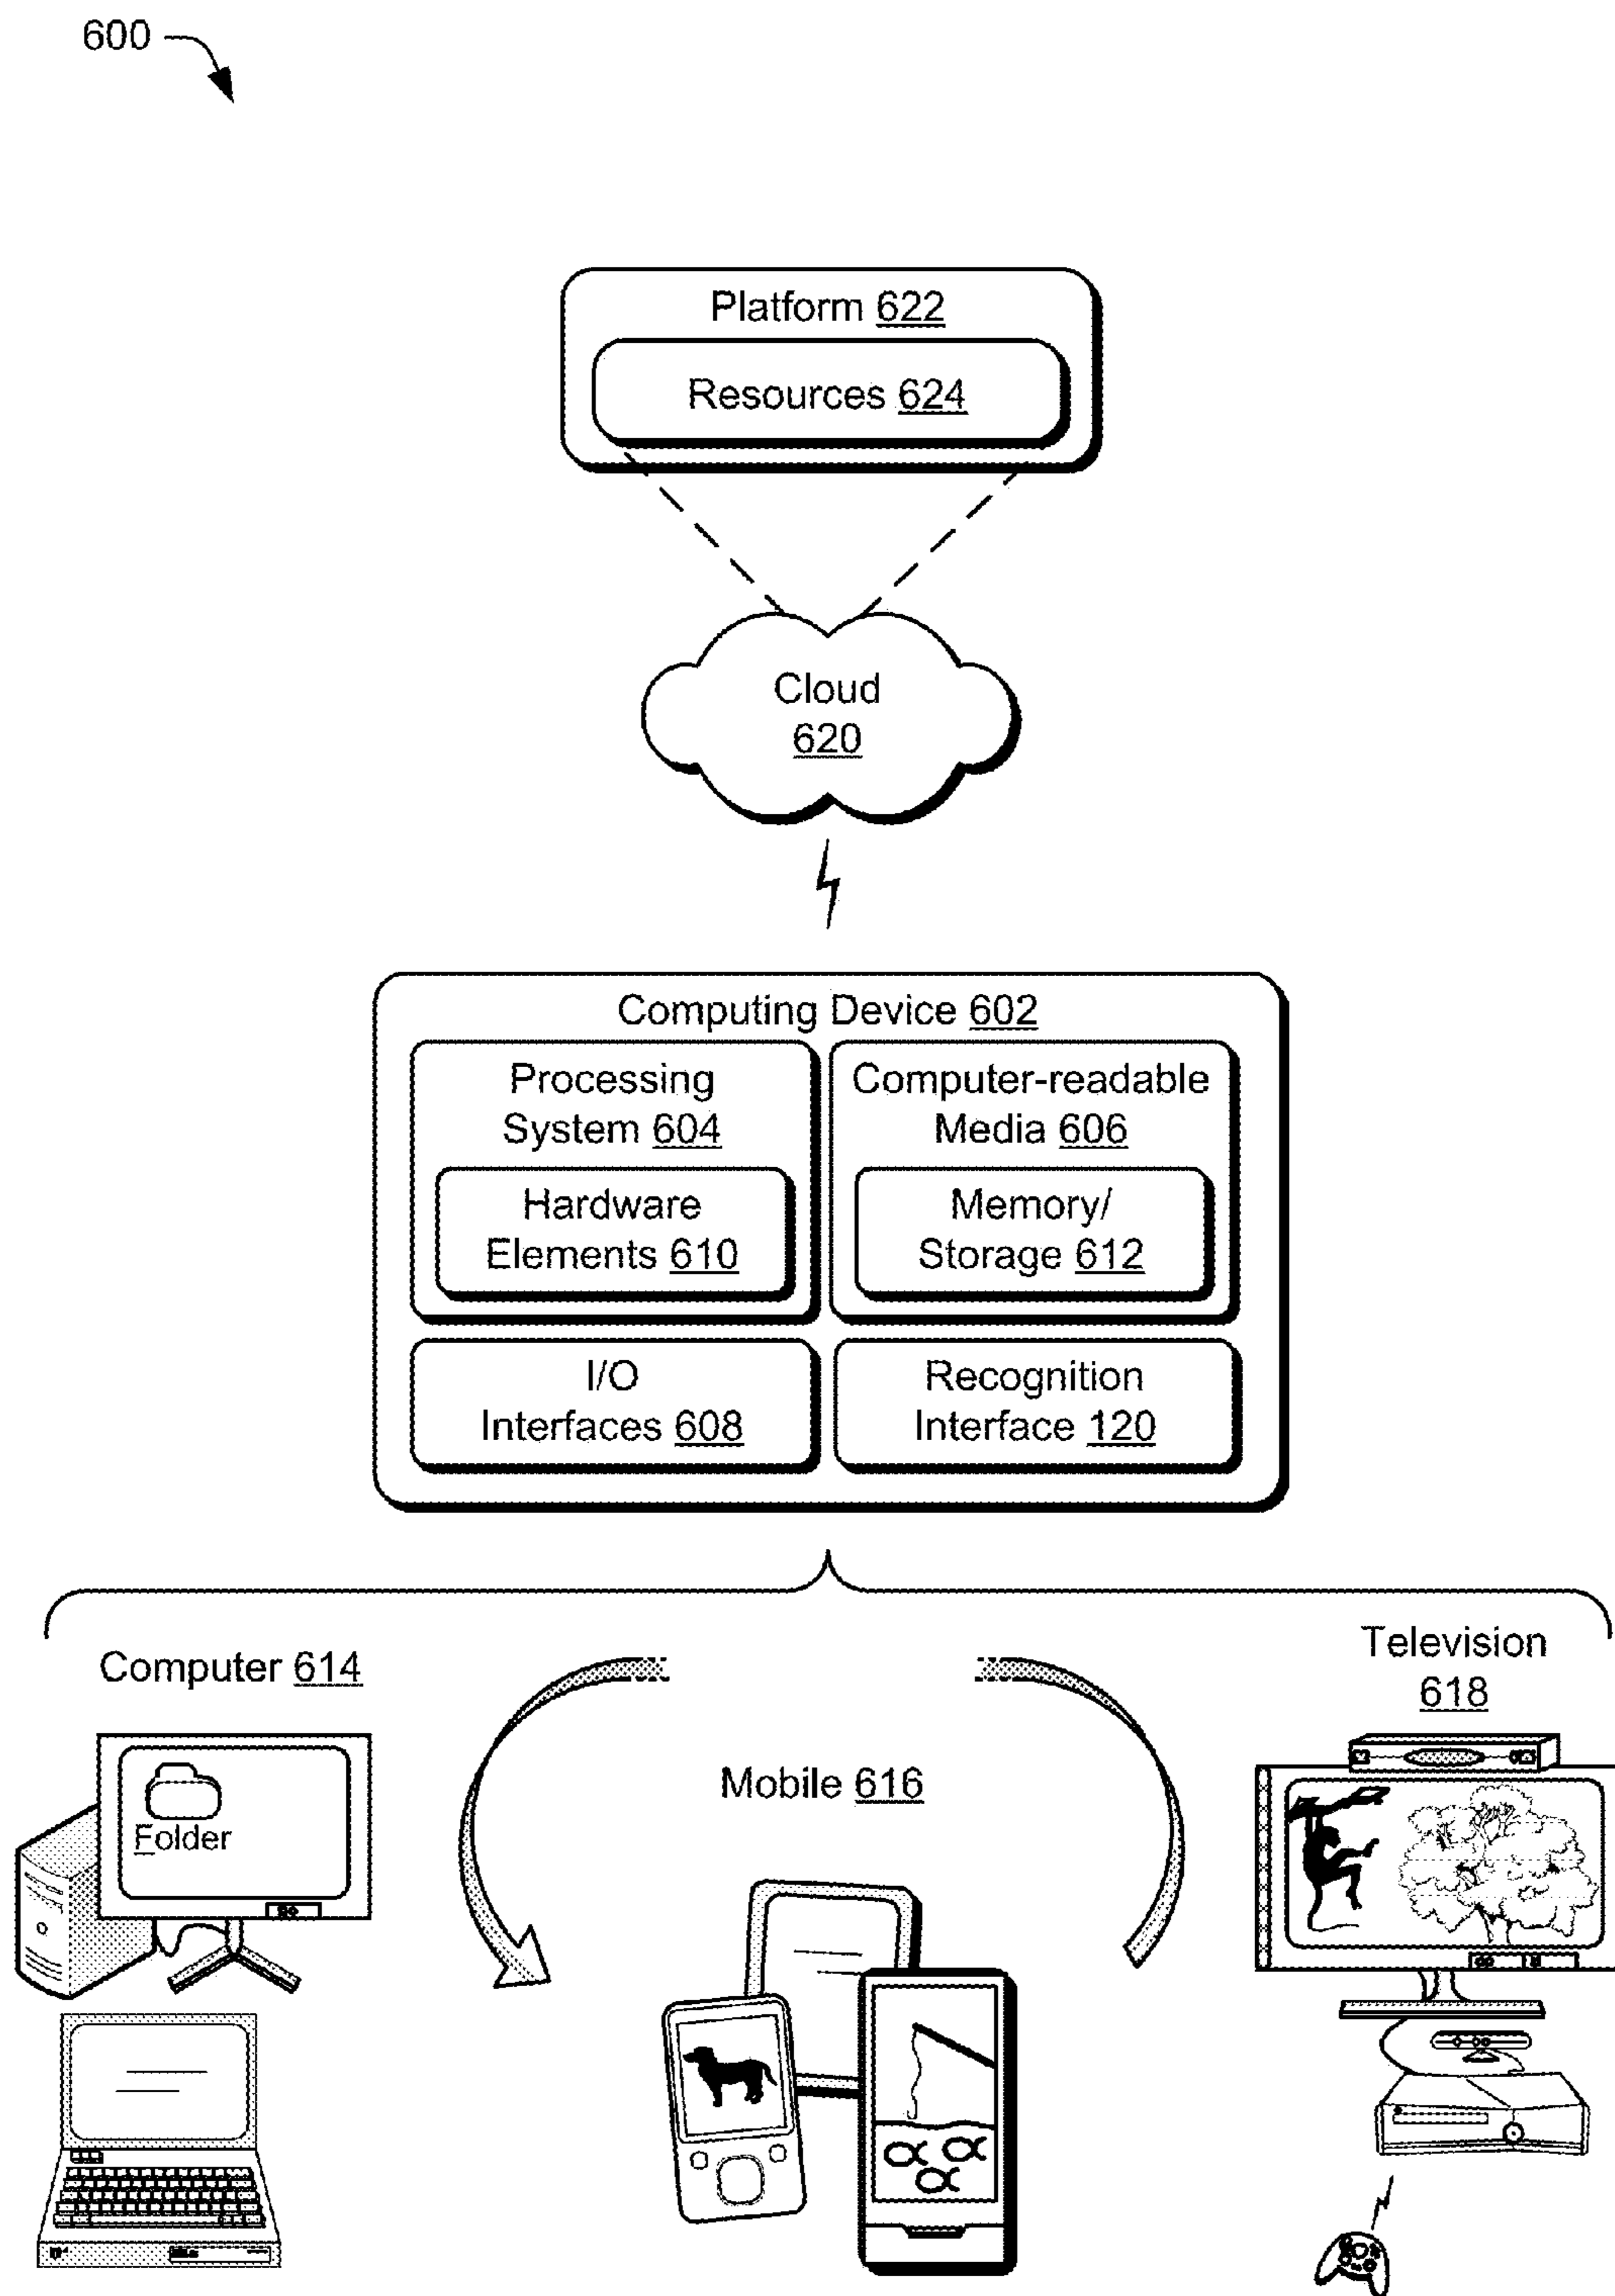 600
Platform 622
Resources 624
Cloud
620
Computing Device 602
Processing
System 604
Hardware
Elements 610
Computer-readable
Media 606
Memory/
Storage 612
I/O
Interfaces 608
Recognition
Interface 120
Computer 614
Folder
Mobile 616
Television
618